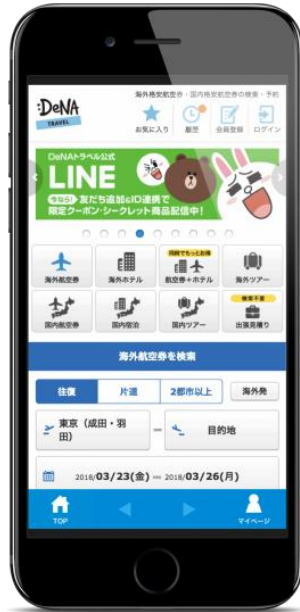 海外格安航空券・国内格安航空券の検索・予約
:DeNA
TRAVEL
お気に入り
履歴
会員登録
ログイン
DeNAトラベル公式
LINE
今なら! 友だち追加&ID連携で
限定クーポン・シークレット商品配信中!
海外航空券
海外ホテル
同時でもっとお得
航空券+ホテル
海外ツアー
国内航空券
国内宿泊
国内ツアー
検索不要
出張見積り
海外航空券を検索
往復
片道
2都市以上
海外発
東京(成田・羽
田)
–
目的地
2018/03/23(金) — 2018/03/26(月)
TOP
マイページ